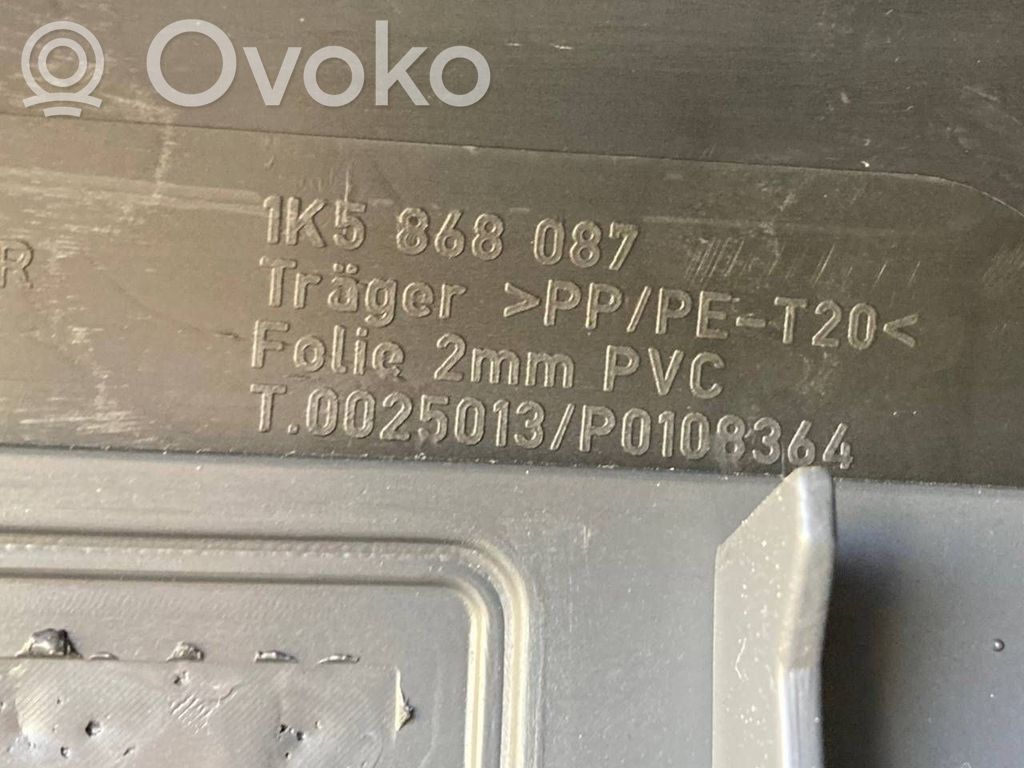 Ovoko
1K5 868 087
R
Träger >PP/PE-T20<
Folie 2mm PVC
T.0025013/P0108364